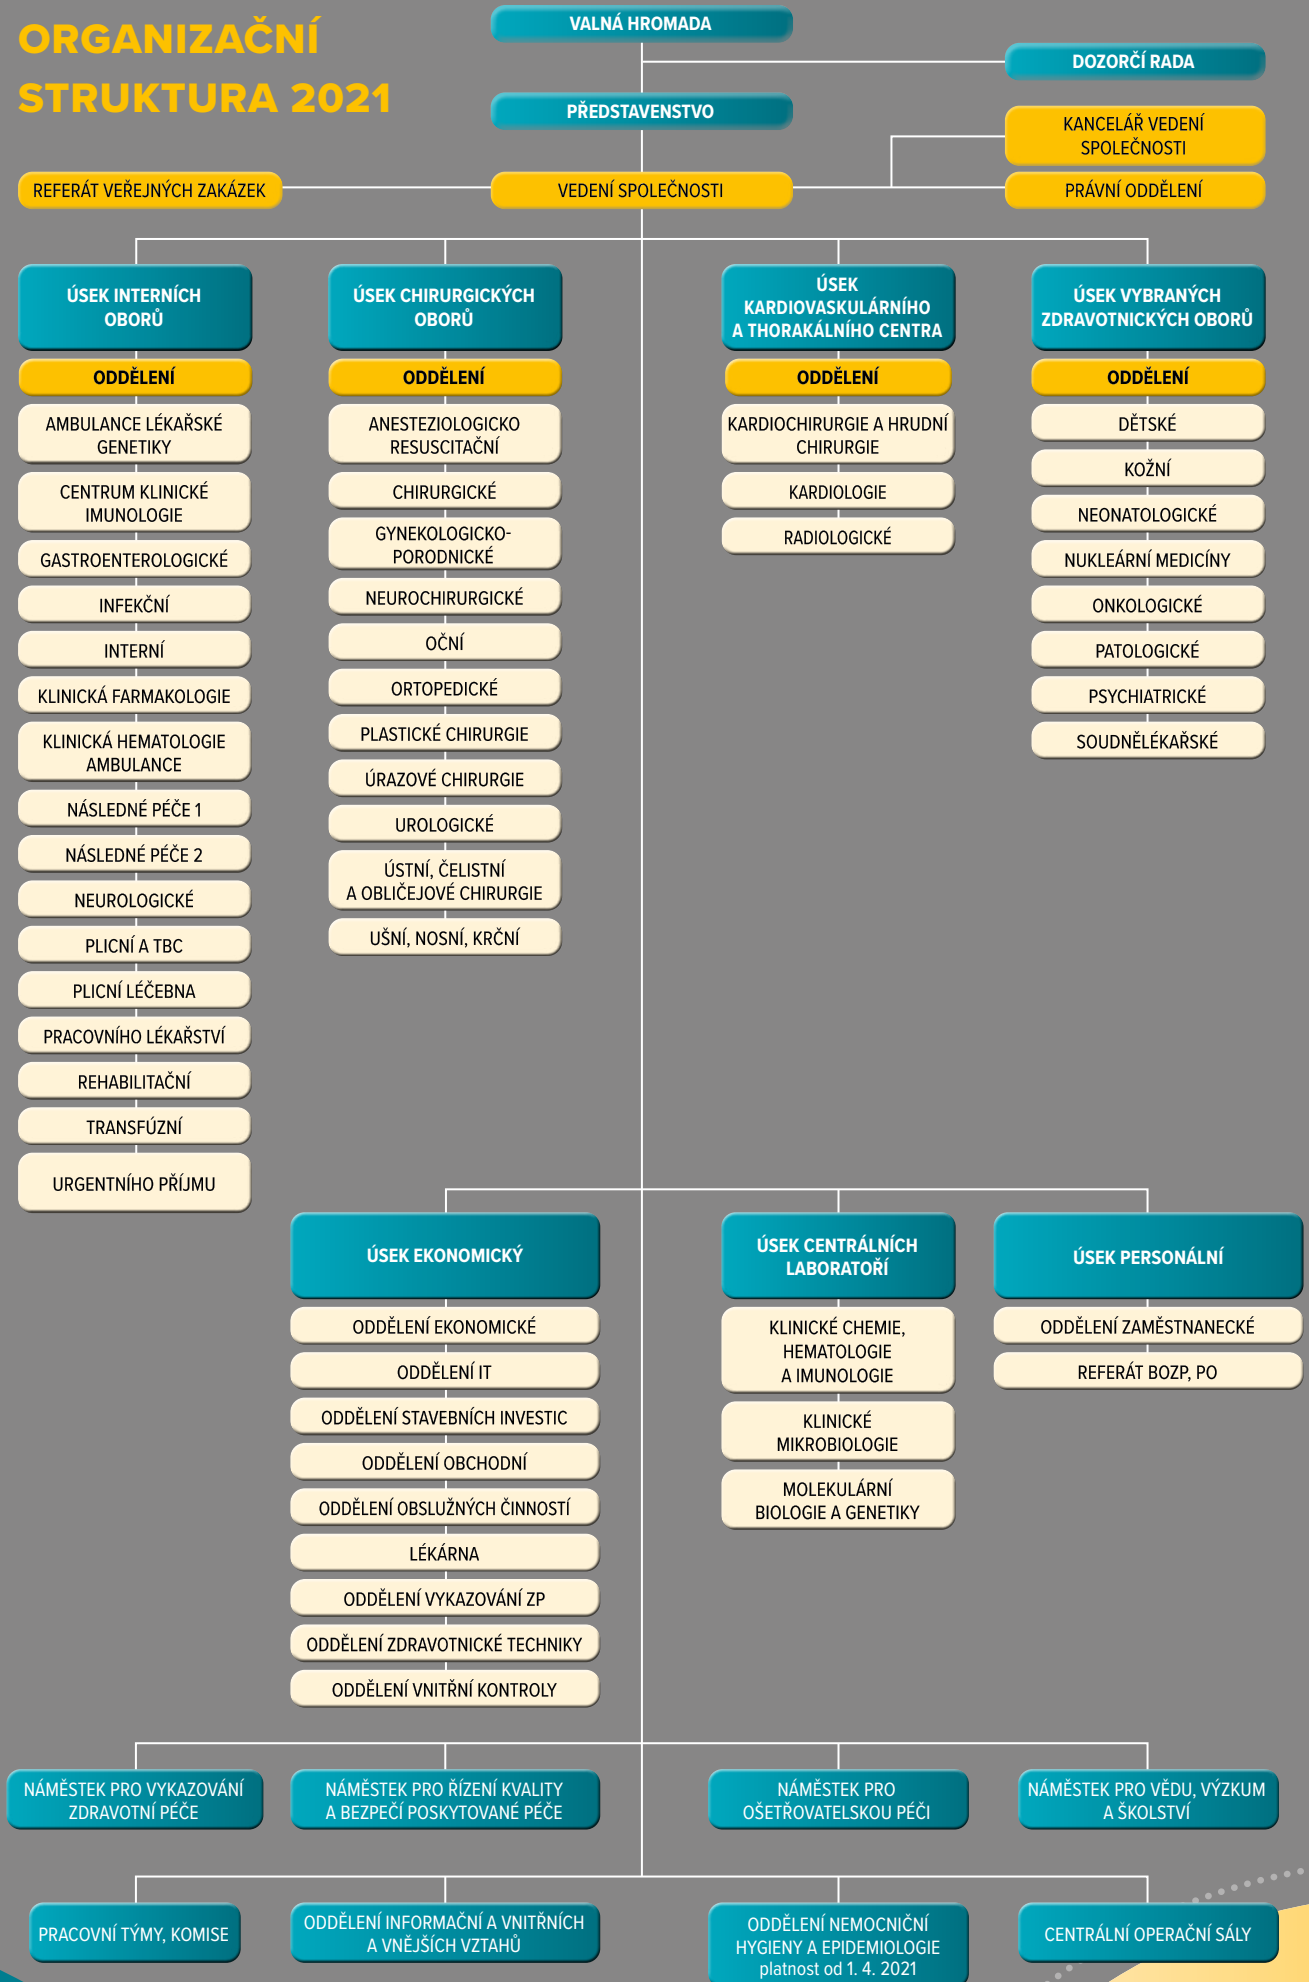 ORGANIZAČNÍ
STRUKTURA 2021
VALNÁ HROMADA
DOZORČÍ RADA
PŘEDSTAVENSTVO
KANCELÁŘ VEDENÍ
SPOLEČNOSTI
REFERÁT VEŘEJNÝCH ZAKÁZEK
VEDENÍ SPOLEČNOSTI
PRÁVNÍ ODDĚLENÍ
ÚSEK INTERNÍCH
OBORŮ
ODDĚLENÍ
AMBULANCE LÉKAŘSKÉ
GENETIKY
CENTRUM KLINICKÉ
IMUNOLOGIE
GASTROENTEROLOGICKÉ
INFEKČNÍ
INTERNÍ
KLINICKÁ FARMAKOLOGIE
KLINICKÁ HEMATOLOGIE
AMBULANCE
NÁSLEDNÉ PÉČE 1
NÁSLEDNÉ PÉČE 2
NEUROLOGICKÉ
PLICNÍ A TBC
PLICNÍ LÉČEBNA
PRACOVNÍHO LÉKAŘSTVÍ
REHABILITAČNÍ
TRANSFÚZNÍ
URGENTNÍHO PŘÍJMU
ÚSEK CHIRURGICKÝCH
OBORŮ
ODDĚLENÍ
ANESTEZIOLOGICKO
RESUSCITAČNÍ
CHIRURGICKÉ
GYNEKOLOGICKO-
PORODNICKÉ
NEUROCHIRURGICKÉ
OČNÍ
ORTOPEDICKÉ
PLASTICKÉ CHIRURGIE
ÚRAZOVÉ CHIRURGIE
UROLOGICKÉ
ÚSTNÍ, ČELISTNÍ
A OBLIČEJOVÉ CHIRURGIE
UŠNÍ, NOSNÍ, KRČNÍ
ÚSEK
KARDIOVASKULÁRNÍHO
A THORAKÁLNÍHO CENTRA
ODDĚLENÍ
KARDIOCHIRURGIE A HRUDNÍ
CHIRURGIE
KARDIOLOGIE
RADIOLOGICKÉ
ÚSEK VYBRANÝCH
ZDRAVOTNICKÝCH OBORŮ
ODDĚLENÍ
DĚTSKÉ
KOŽNÍ
NEONATOLOGICKÉ
NUKLEÁRNÍ MEDICÍNY
ONKOLOGICKÉ
PATOLOGICKÉ
PSYCHIATRICKÉ
SOUDNĚLÉKAŘSKÉ
ÚSEK EKONOMICKÝ
ODDĚLENÍ EKONOMICKÉ
ODDĚLENÍ IT
ODDĚLENÍ STAVEBNÍCH INVESTIC
ODDĚLENÍ OBCHODNÍ
ODDĚLENÍ OBSLUŽNÝCH ČINNOSTÍ
LÉKÁRNA
ODDĚLENÍ VYKAZOVÁNÍ ZP
ODDĚLENÍ ZDRAVOTNICKÉ TECHNIKY
ODDĚLENÍ VNITŘNÍ KONTROLY
ÚSEK CENTRÁLNÍCH
LABORATOŘÍ
KLINICKÉ CHEMIE,
HEMATOLOGIE
A IMUNOLOGIE
KLINICKÉ
MIKROBIOLOGIE
MOLEKULÁRNÍ
BIOLOGIE A GENETIKY
ÚSEK PERSONÁLNÍ
ODDĚLENÍ ZAMĚSTNANECKÉ
REFERÁT BOZP, PO
NÁMĚSTEK PRO VYKAZOVÁNÍ
ZDRAVOTNÍ PÉČE
NÁMĚSTEK PRO ŘÍZENÍ KVALITY
A BEZPEČÍ POSKYTOVANÉ PÉČE
NÁMĚSTEK PRO
OŠETŘOVATELSKOU PÉČI
NÁMĚSTEK PRO VĚDU, VÝZKUM
A ŠKOLSTVÍ
PRACOVNÍ TÝMY, KOMISE
ODDĚLENÍ INFORMAČNÍ A VNITŘNÍCH
A VNĚJŠÍCH VZTAHŮ
ODDĚLENÍ NEMOCNIČNÍ
HYGIENY A EPIDEMIOLOGIE
platnost od 1. 4. 2021
CENTRÁLNÍ OPERAČNÍ SÁLY